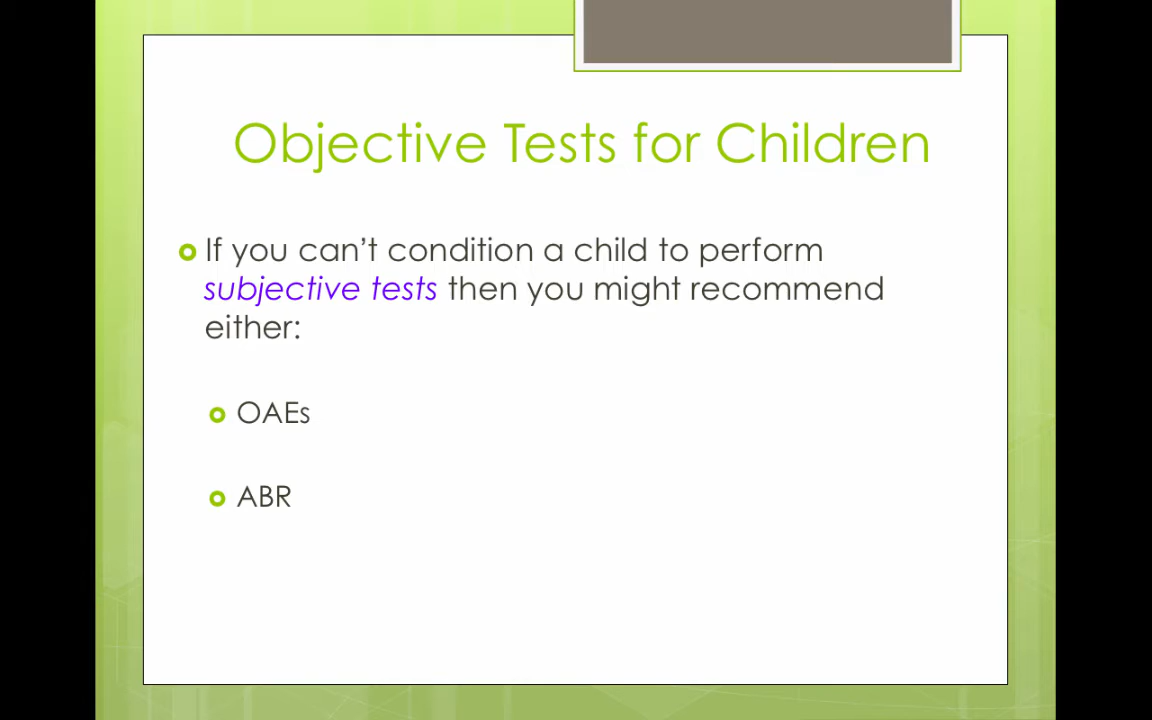 Objective Tests for Children
If you can’t condition a child to perform
subjective tests then you might recommend
either:
OAEs
ABR